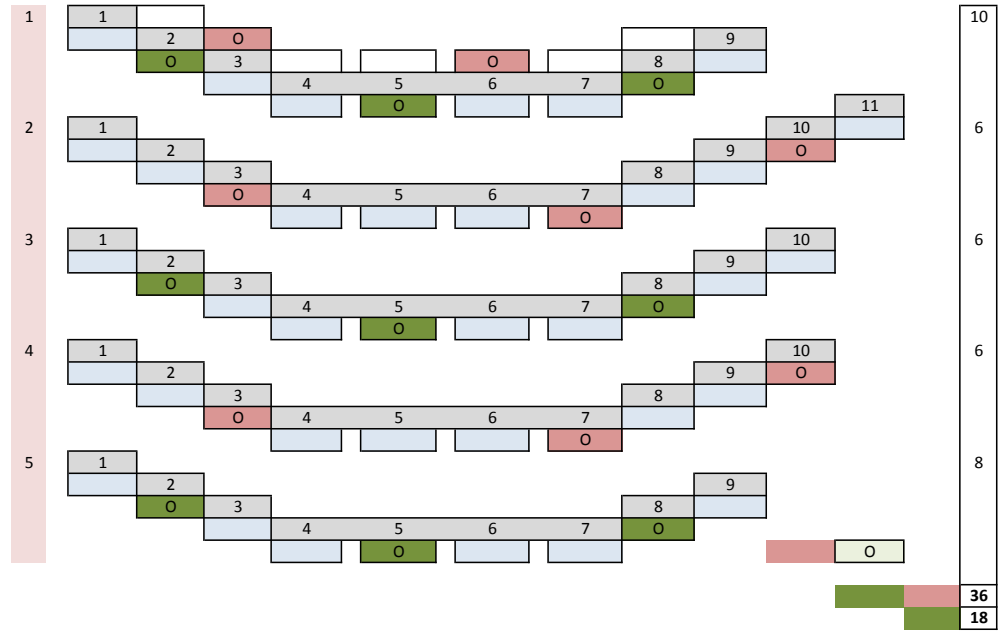 1 1 10
2 O 9
O 3 O 8
4 5 6 7 O
O 11
2 1 10 6
2 9 O
3 8
O 4 5 6 7
O
3 1 10 6
2 9
O 3 8
4 5 6 7 O
O
4 1 10 6
2 9 O
3 8
O 4 5 6 7
O
5 1 8
2 9
O 3 8
4 5 6 7 O
O O
36
18